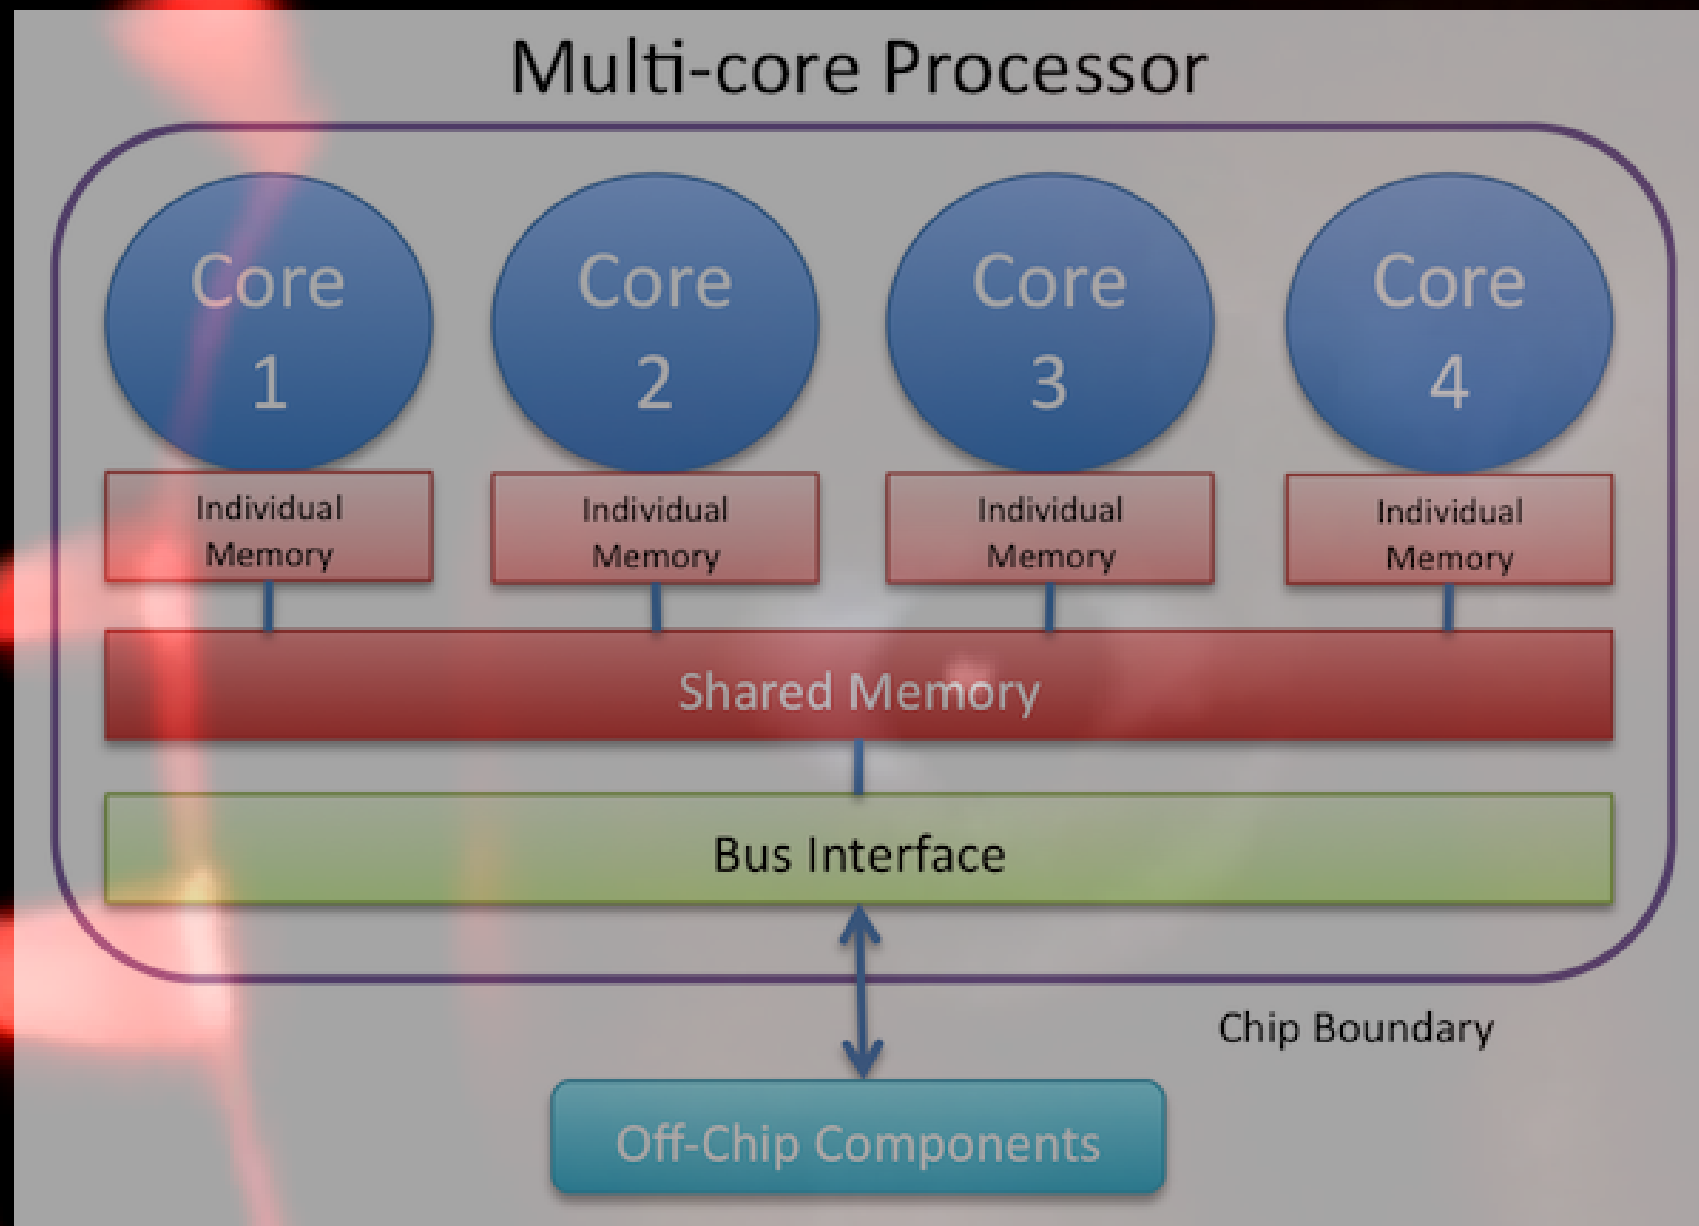 Multi-core Processor
Core
1
Core
2
Core
3
Core
4
Individual
Memory
Individual
Memory
Individual
Memory
Individual
Memory
Shared Memory
Bus Interface
Chip Boundary
Off-Chip Components